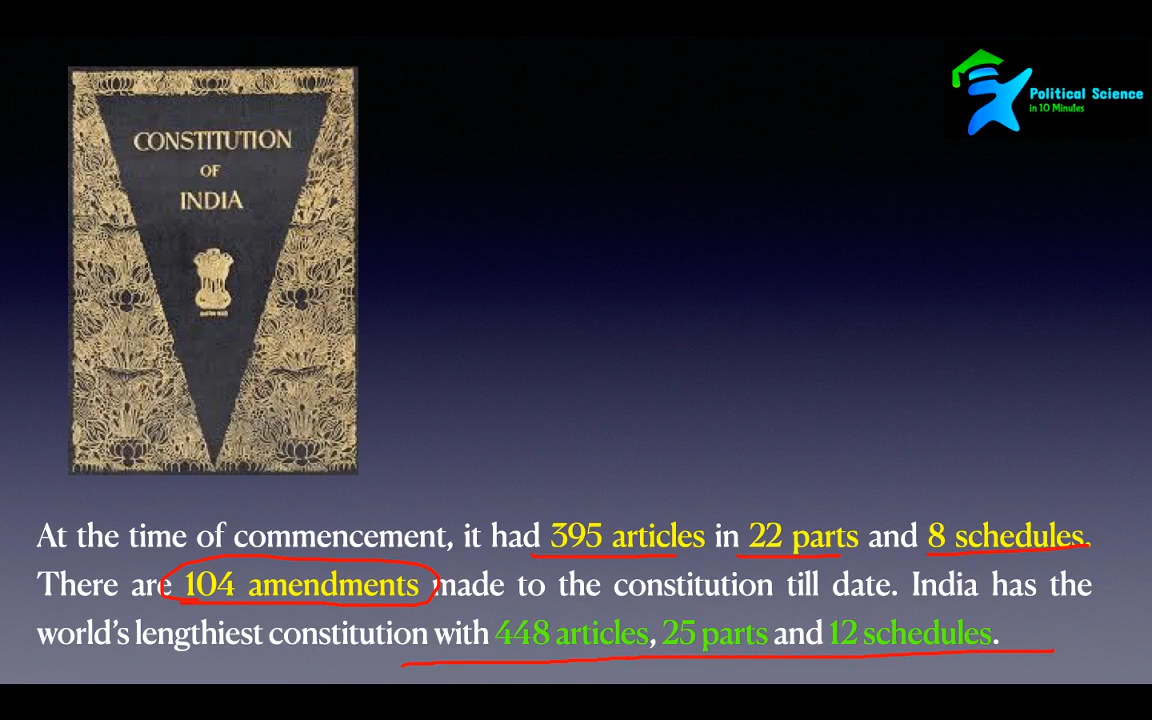 CONSTITUTION
OF
INDIA
Political Science
in 10 Minutes
At the time of commencement, it had 395 articles in 22 parts and 8 schedules.
There are 104 amendments made to the constitution till date. India has the
world's lengthiest constitution with 448 articles, 25 parts and 12 schedules.